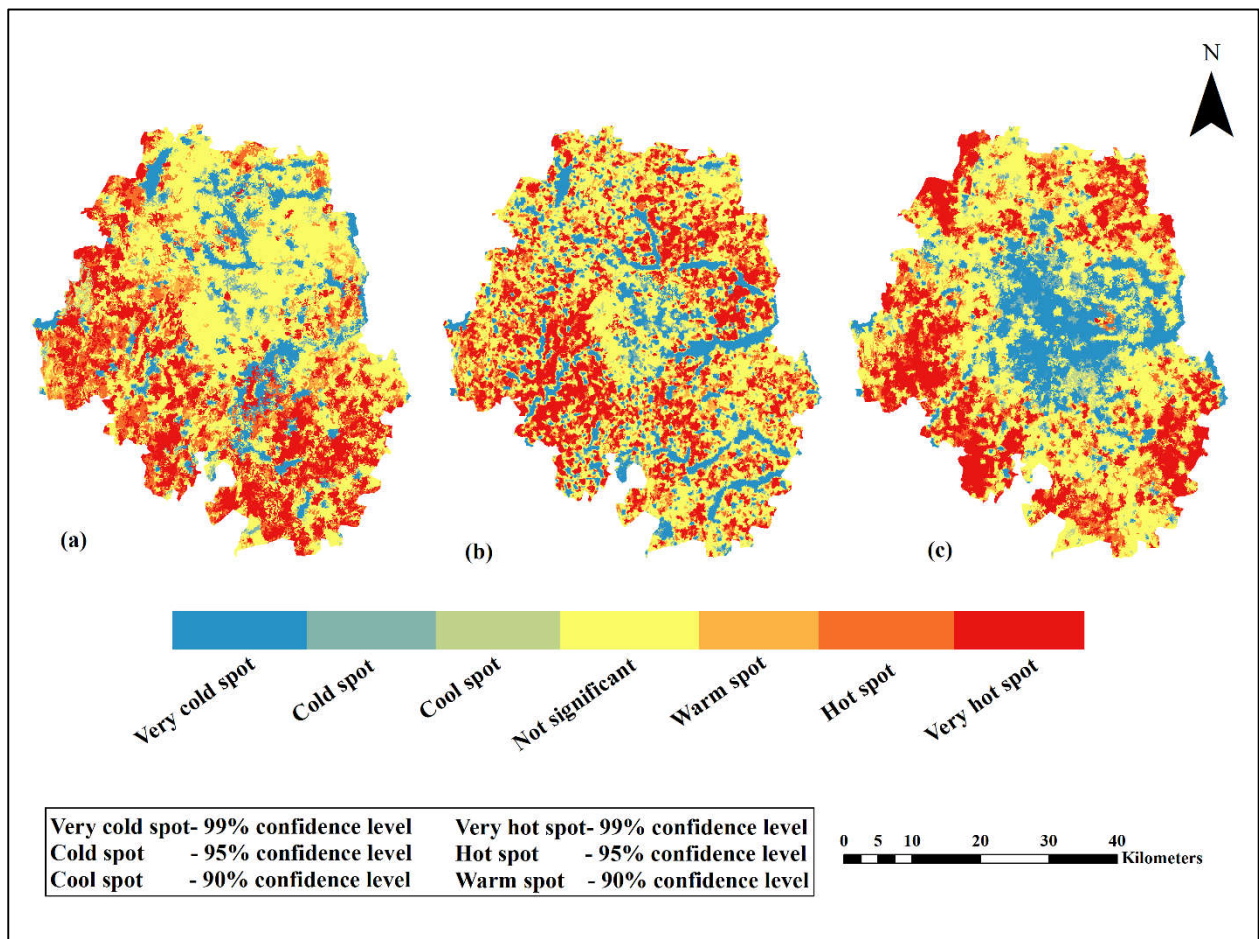 N
(a)
(b)
(c)
Very cold spot
Cold spot
Cool spot
Not significant
Warm spot
Hot spot
Very hot spot
Very cold spot- 99% confidence level
Cold spot - 95% confidence level
Cool spot - 90% confidence level
Very hot spot- 99% confidence level
Hot spot - 95% confidence level
Warm spot - 90% confidence level
0 5 10 20 30 40
Kilometers